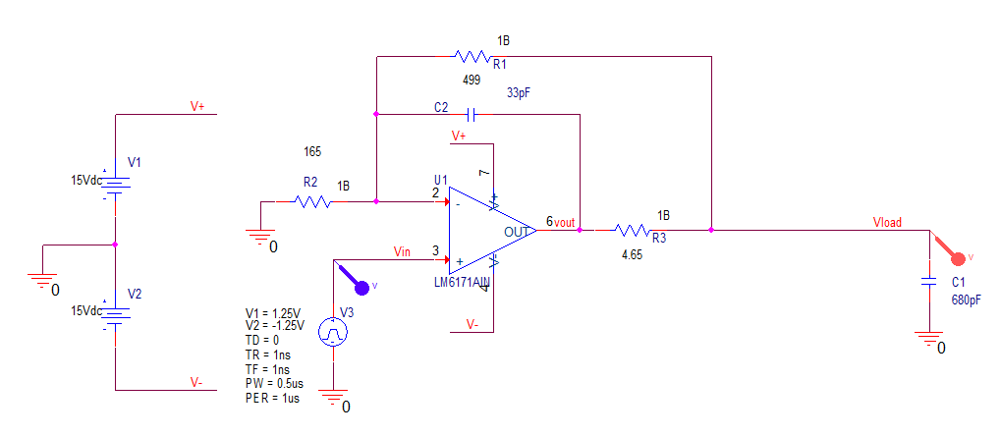 1B
R1
499
33pF
C2
V+
V+
165
V1
7
R2
1B
U1
15Vdc
2
-
V+
1B
6
vout
OUT
Vload
R3
Vin
3
4.65
0
+
V-
V
V
C1
LM6171AIN
4
0
V2
680pF
15Vdc
V1 = 1.25V
V2 = -1.25V
TD = 0
TR = 1ns
TF = 1ns
PW = 0.5us
PER = 1us
V3
V-
0
V-
0